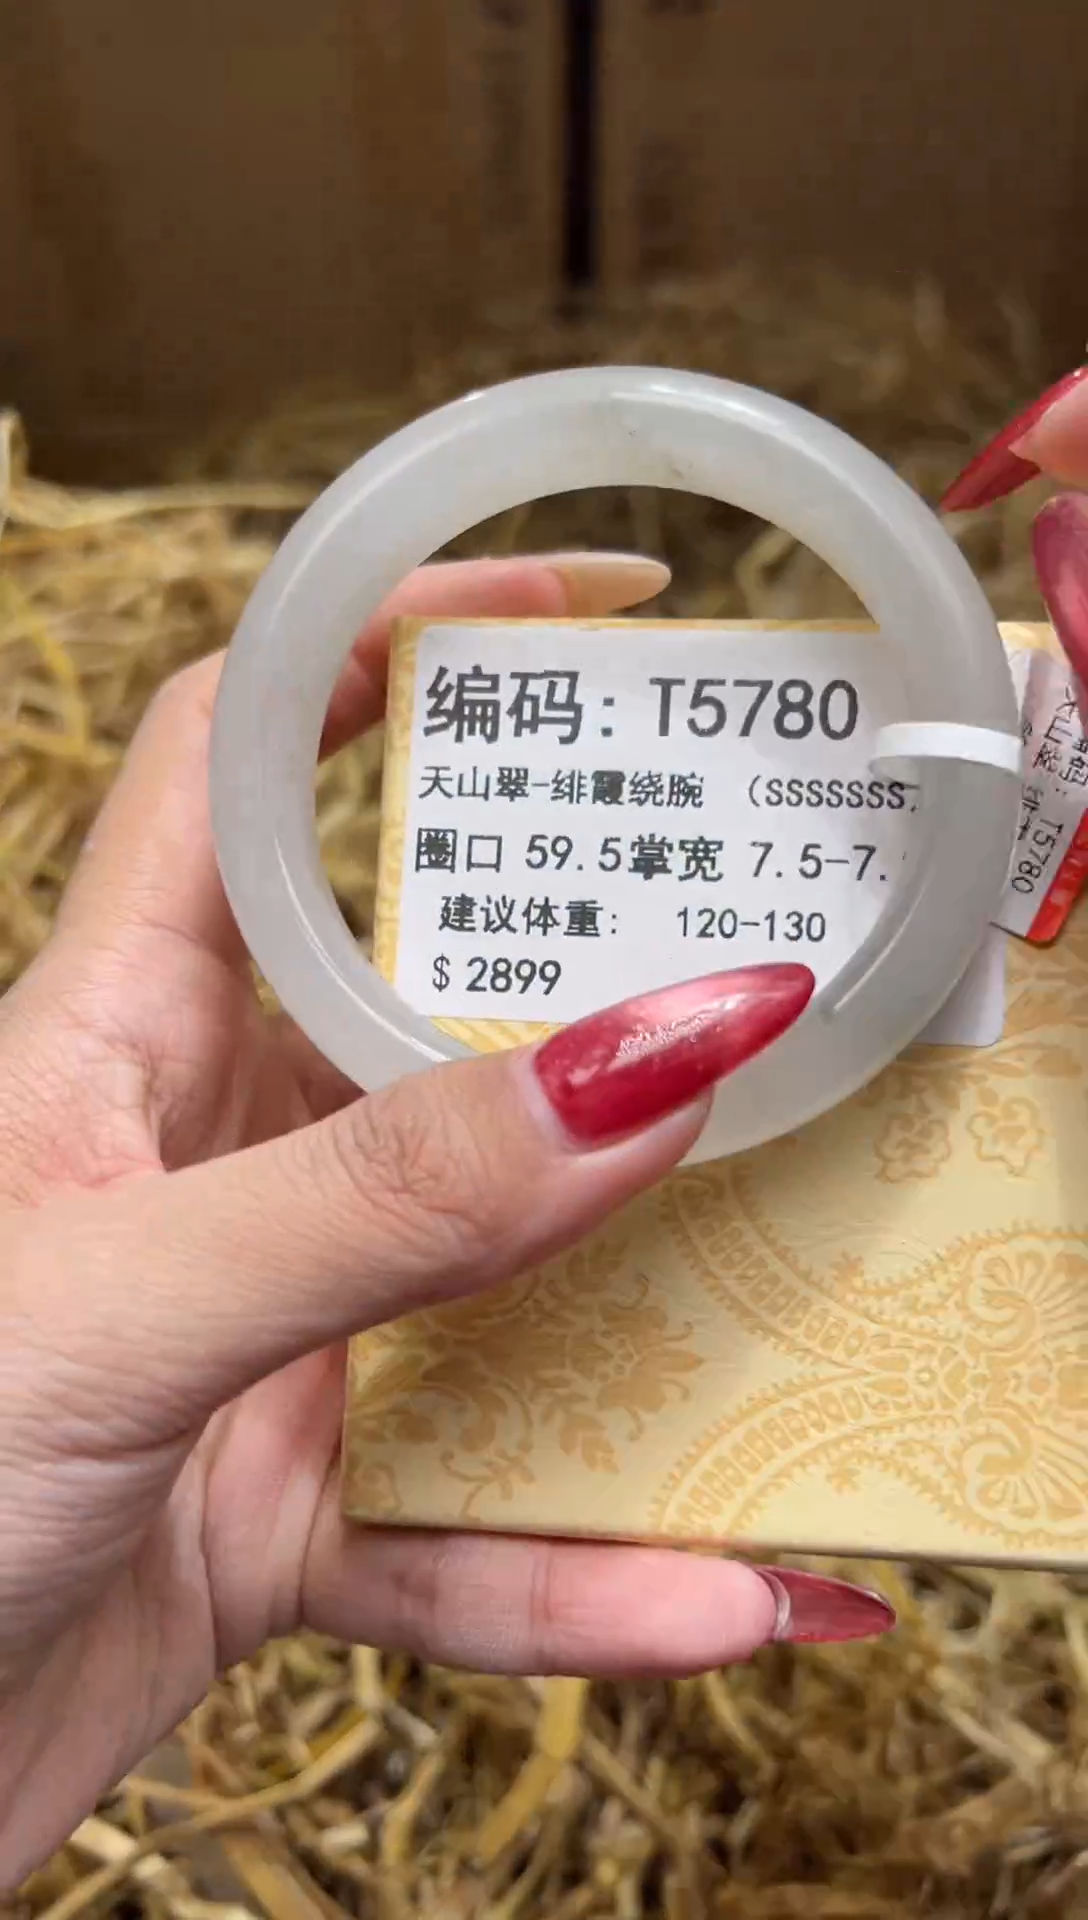 编码: T5780
天山翠-绯霞绕腕 (SSSSSSS
圈口 59.5掌宽 7.5-7.
建议体重: 120-130
$ 2899
T5780